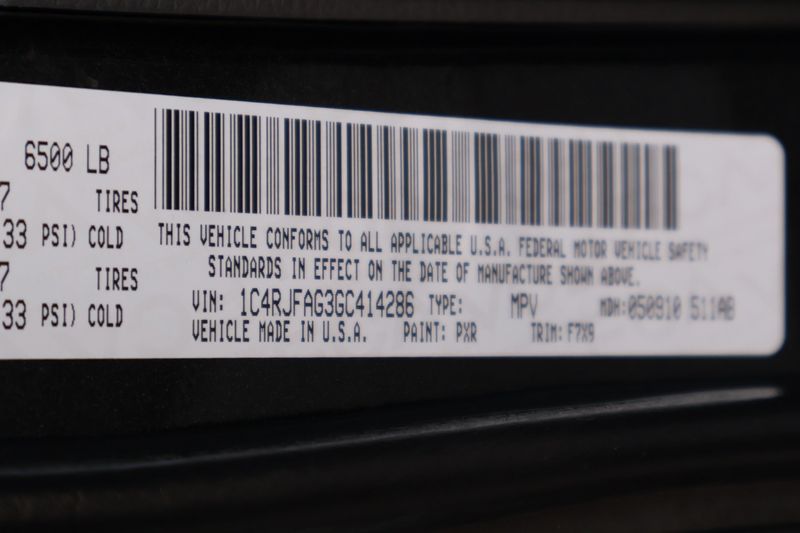 6500 LB
7 TIRES
33 PSI) COLD
7 TIRES
33 PSI) COLD
THIS VEHICLE CONFORMS TO ALL APPLICABLE U.S.A. FEDERAL MOTOR VEHICLE SAFETY
STANDARDS IN EFFECT ON THE DATE OF MANUFACTURE SHOWN ABOVE.
VIN: 1C4RJFAG3GC414286 TYPE: MPV MDH: 050910 511AB
VEHICLE MADE IN U.S.A. PAINT: PXR TRIM: F7X9